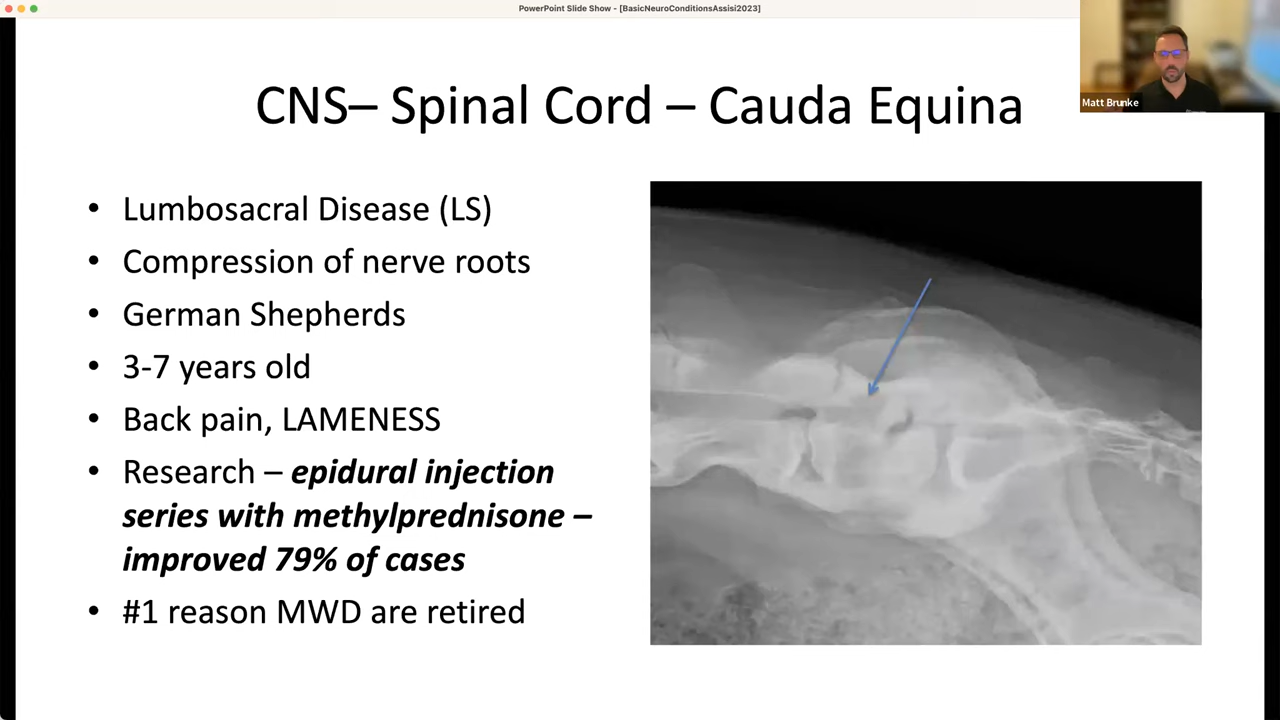 PowerPoint Slide Show - [BasicNeuroConditionsAssisi2023]
CNS– Spinal Cord – Cauda Equina
Matt Brunke
• Lumbosacral Disease (LS)
• Compression of nerve roots
• German Shepherds
• 3-7 years old
• Back pain, LAMENESS
• Research – epidural injection
series with methylprednisone –
improved 79% of cases
• #1 reason MWD are retired